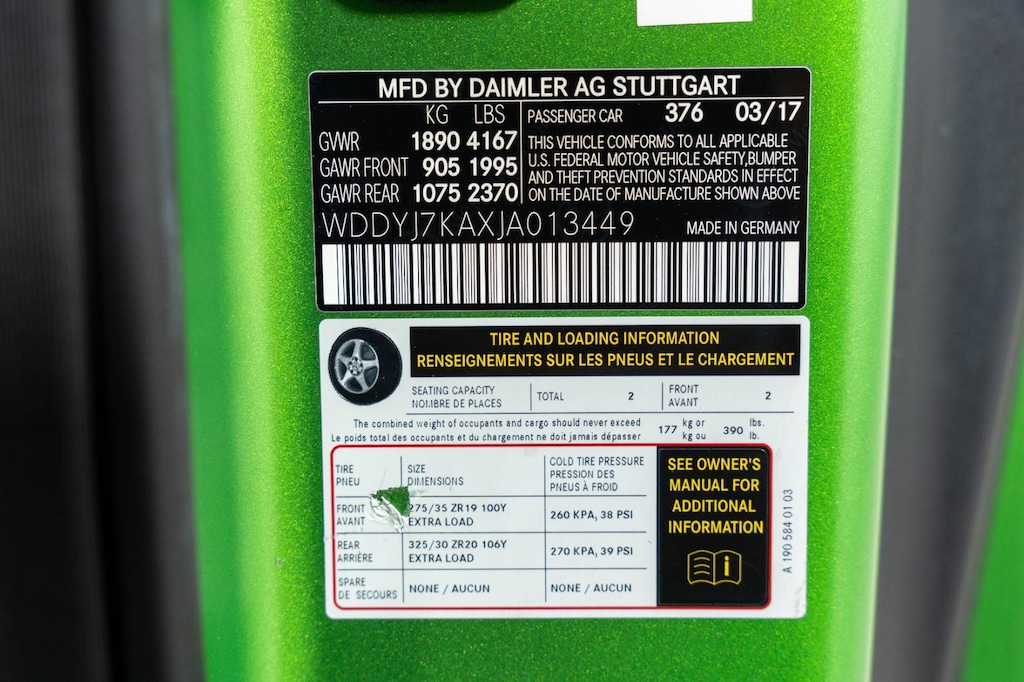 MFD BY DAIMLER AG STUTTGART
KG LBS
GVWR 1890 4167
GAWR FRONT 905 1995
GAWR REAR 1075 2370
PASSENGER CAR 376 03/17
THIS VEHICLE CONFORMS TO ALL APPLICABLE
U.S. FEDERAL MOTOR VEHICLE SAFETY,BUMPER
AND THEFT PREVENTION STANDARDS IN EFFECT
ON THE DATE OF MANUFACTURE SHOWN ABOVE
WDDYJ7KAXJA013449
MADE IN GERMANY
TIRE AND LOADING INFORMATION
RENSEIGNEMENTS SUR LES PNEUS ET LE CHARGEMENT
SEATING CAPACITY
NOMBRE DE PLACES
TOTAL 2
FRONT
AVANT
2
The combined weight of occupants and cargo should never exceed
Le poids total des occupants et du chargement ne doit jamais dépasser
177 kg or
kg ou
390 lbs.
lb.
TIRE
PNEU
SIZE
DIMENSIONS
COLD TIRE PRESSURE
PRESSION DES
PNEUS À FROID
FRONT
AVANT
275/35 ZR19 100Y
EXTRA LOAD
260 KPA, 38 PSI
REAR
ARRIÈRE
325/30 ZR20 106Y
EXTRA LOAD
270 KPA, 39 PSI
SPARE
DE SECOURS
NONE / AUCUN
NONE / AUCUN
SEE OWNER'S
MANUAL FOR
ADDITIONAL
INFORMATION
i
A 190 584 01 03